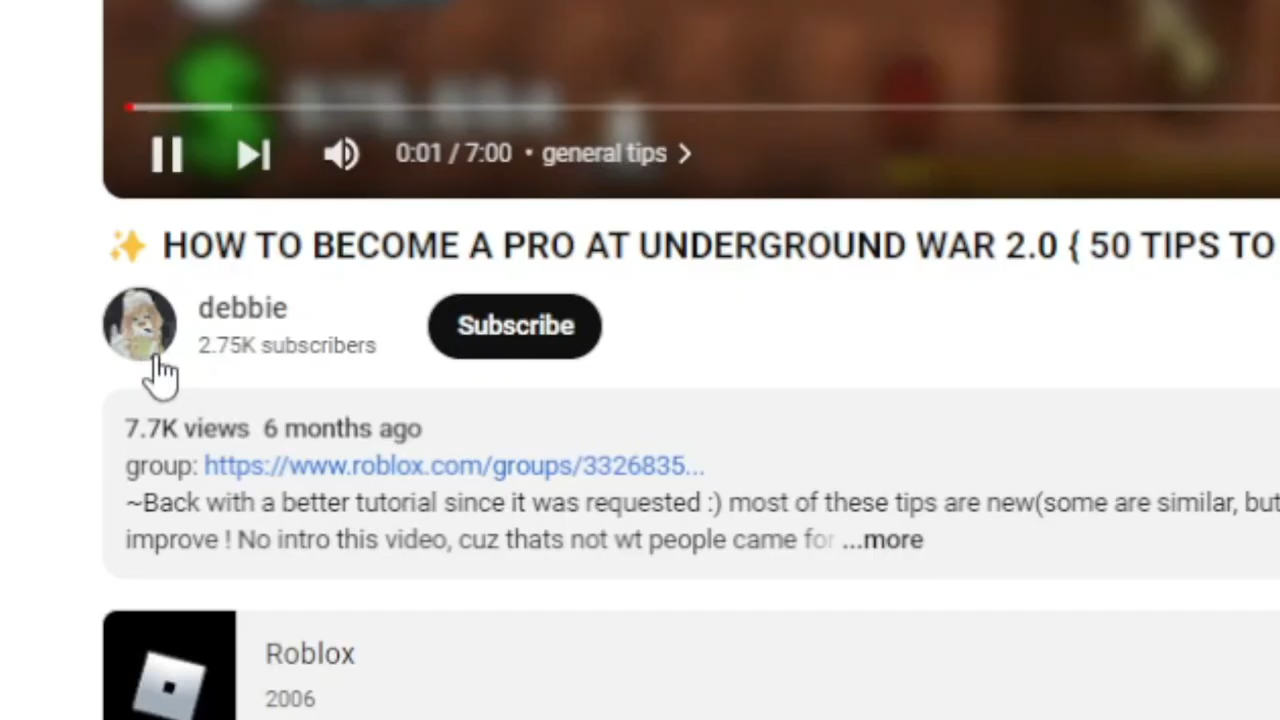 0:01 / 7:00 • general tips >
✨ HOW TO BECOME A PRO AT UNDERGROUND WAR 2.0 { 50 TIPS TO
debbie
2.75K subscribers
Subscribe
7.7K views 6 months ago
group: https://www.roblox.com/groups/3326835...
~Back with a better tutorial since it was requested :) most of these tips are new(some are similar, but
improve ! No intro this video, cuz thats not wt people came for ...more
Roblox
2006